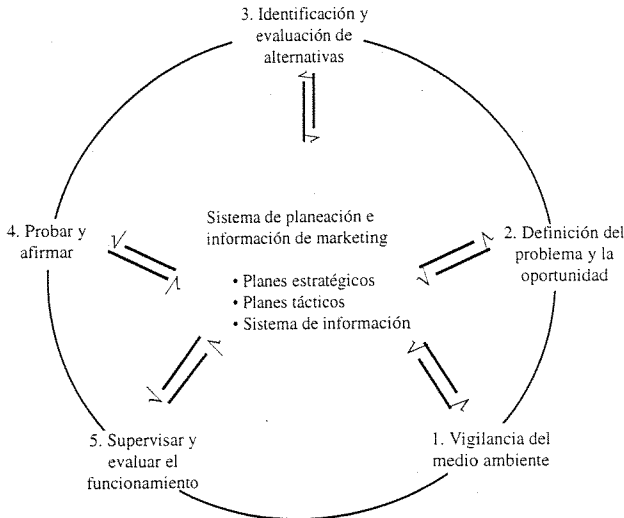 3. Identificación y
evaluación de
alternativas
4. Probar y
afirmar
Sistema de planeación e
información de marketing
• Planes estratégicos
• Planes tácticos
• Sistema de información
2. Definición del
problema y la
oportunidad
5. Supervisar y
evaluar el
funcionamiento
1. Vigilancia del
medio ambiente